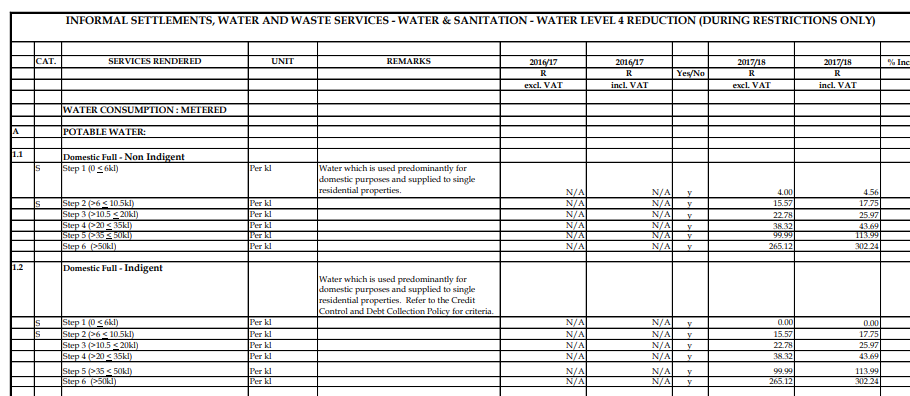 INFORMAL SETTLEMENTS, WATER AND WASTE SERVICES - WATER & SANITATION - WATER LEVEL 4 REDUCTION (DURING RESTRICTIONS ONLY)
CAT. SERVICES RENDERED UNIT REMARKS 2016/17 2016/17 2017/18 2017/18 % Inc
R R Yes/No R R
excl. VAT incl. VAT excl. VAT incl. VAT
WATER CONSUMPTION : METERED
A POTABLE WATER:
1.1 Domestic Full - Non Indigent
S Step 1 (0 ≤ 6kl) Per kl Water which is used predominantly for
domestic purposes and supplied to single
residential properties. N/A N/A y 4.00 4.56
S Step 2 (>6 ≤ 10.5kl) Per kl N/A N/A y 15.57 17.75
Step 3 (>10.5 ≤ 20kl) Per kl N/A N/A y 22.78 25.97
Step 4 (>20 ≤ 35kl) Per kl N/A N/A y 38.32 43.69
Step 5 (>35 ≤ 50kl) Per kl N/A N/A y 99.99 113.99
Step 6 (>50kl) Per kl N/A N/A y 265.12 302.24
1.2 Domestic Full - Indigent
Water which is used predominantly for
domestic purposes and supplied to single
residential properties. Refer to the Credit
Control and Debt Collection Policy for criteria.
S Step 1 (0 ≤ 6kl) Per kl N/A N/A y 0.00 0.00
S Step 2 (>6 ≤ 10.5kl) Per kl N/A N/A y 15.57 17.75
Step 3 (>10.5 ≤ 20kl) Per kl N/A N/A y 22.78 25.97
Step 4 (>20 ≤ 35kl) Per kl N/A N/A y 38.32 43.69
Step 5 (>35 ≤ 50kl) Per kl N/A N/A y 99.99 113.99
Step 6 (>50kl) Per kl N/A N/A y 265.12 302.24